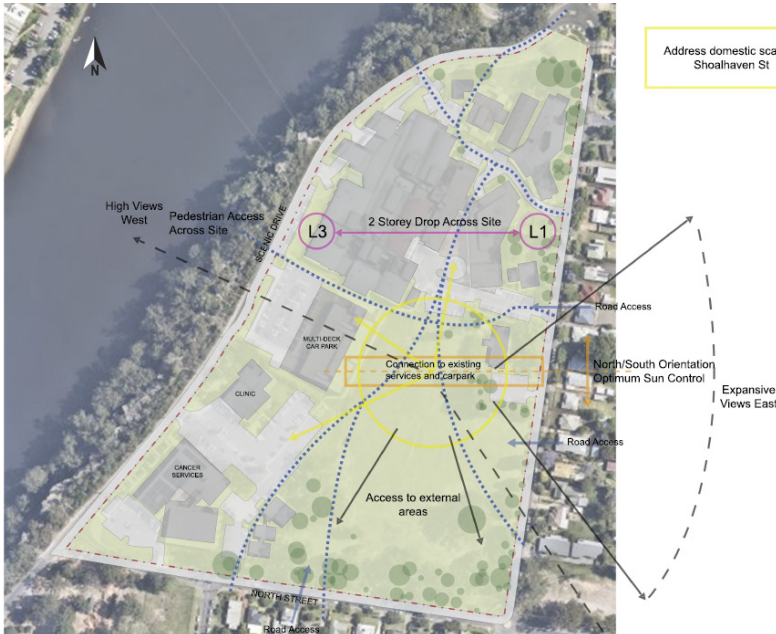 Address domestic sca
Shoalhaven St
N
High Views
West
Pedestrian Access
Across Site
SCENIC DRIVE
L3
2 Storey Drop Across Site
L1
Road Access
MULTI-DECK
CAR PARK
Connection to existing
services and carpark
North/South Orientation
Optimum Sun Control
CLINIC
Expansive
Views East
Road Access
CANCER
SERVICES
Access to external
areas
NORTH STREET
Road Access